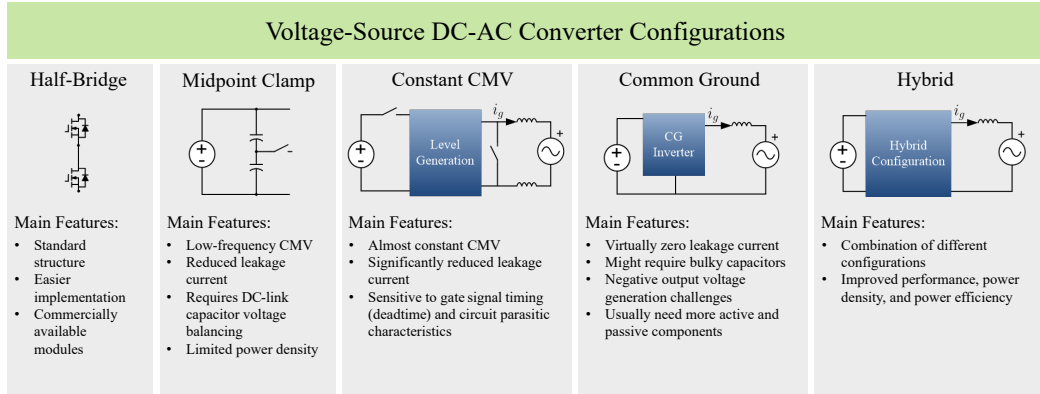 Voltage-Source DC-AC Converter Configurations
Half-Bridge
Main Features:
• Standard
structure
• Easier
implementation
• Commercially
available
modules
Midpoint Clamp
+
-
Main Features:
• Low-frequency CMV
• Reduced leakage
current
• Requires DC-link
capacitor voltage
balancing
• Limited power density
Constant CMV
i_g
+
-
Level
Generation
+
Main Features:
• Almost constant CMV
• Significantly reduced leakage
current
• Sensitive to gate signal timing
(deadtime) and circuit parasitic
characteristics
Common Ground
i_g
+
-
CG
Inverter
+
Main Features:
• Virtually zero leakage current
• Might require bulky capacitors
• Negative output voltage
generation challenges
• Usually need more active and
passive components
Hybrid
i_g
+
-
Hybrid
Configuration
+
Main Features:
• Combination of different
configurations
• Improved performance, power
density, and power efficiency